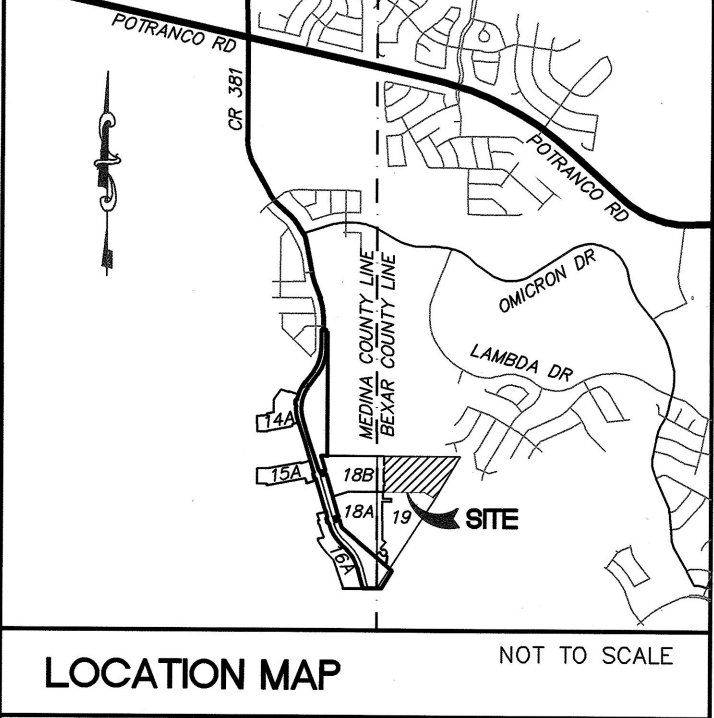 POTRANCO RD
CR 381
POTRANCO RD
MEDINA COUNTY LINE
BEXAR COUNTY LINE
OMICRON DR
LAMBDA DR
14A
15A
18B
18A
19
SITE
16A
LOCATION MAP
NOT TO SCALE